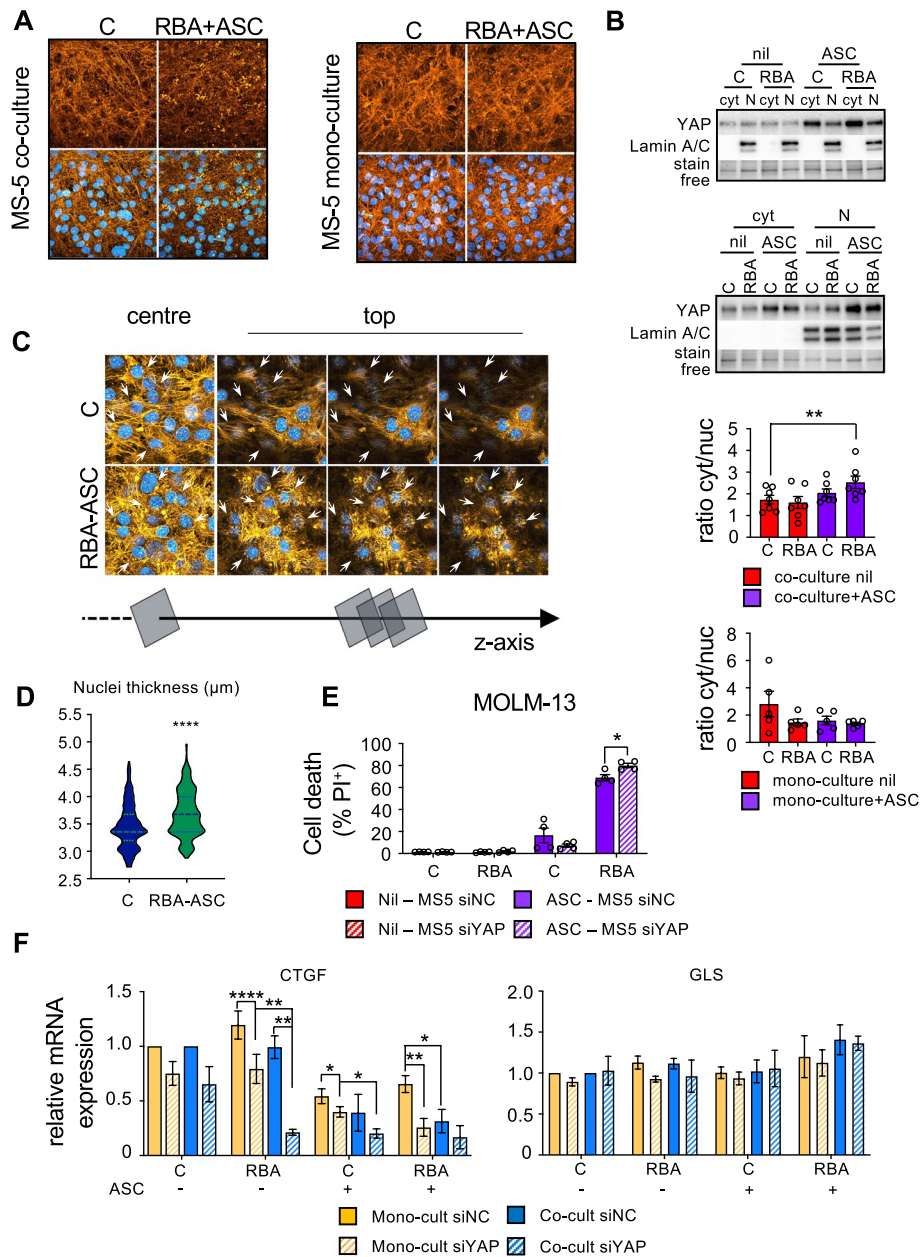 A
C RBA+ASC
MS-5 co-culture
C RBA+ASC
MS-5 mono-culture
B
nil ASC
C RBA C RBA
cyt N cyt N cyt N cyt N
YAP
Lamin A/C
stain
free
cyt N
nil ASC nil ASC
C RBA C RBA C RBA C RBA
YAP
Lamin A/C
stain
free
**
ratio cyt/nuc
5
4
3
2
1
0
C RBA C RBA
co-culture nil
co-culture+ASC
ratio cyt/nuc
8
6
4
2
0
C RBA C RBA
mono-culture nil
mono-culture+ASC
C
centre top
C
RBA-ASC
z-axis
D
Nuclei thickness (µm)
5.5
5.0
4.5
4.0
3.5
3.0
2.5
****
C RBA-ASC
E
MOLM-13
Cell death
(% PI⁺)
100
80
60
40
20
0
*
C RBA C RBA
Nil – MS5 siNC ASC - MS5 siNC
Nil – MS5 siYAP ASC – MS5 siYAP
F
CTGF
relative mRNA
expression
1.5
1.0
0.5
0
**** ** ** * * ** *
C RBA C RBA
ASC - - + +
GLS
2.0
1.5
1.0
0.5
0
C RBA C RBA
- - + +
Mono-cult siNC Co-cult siNC
Mono-cult siYAP Co-cult siYAP